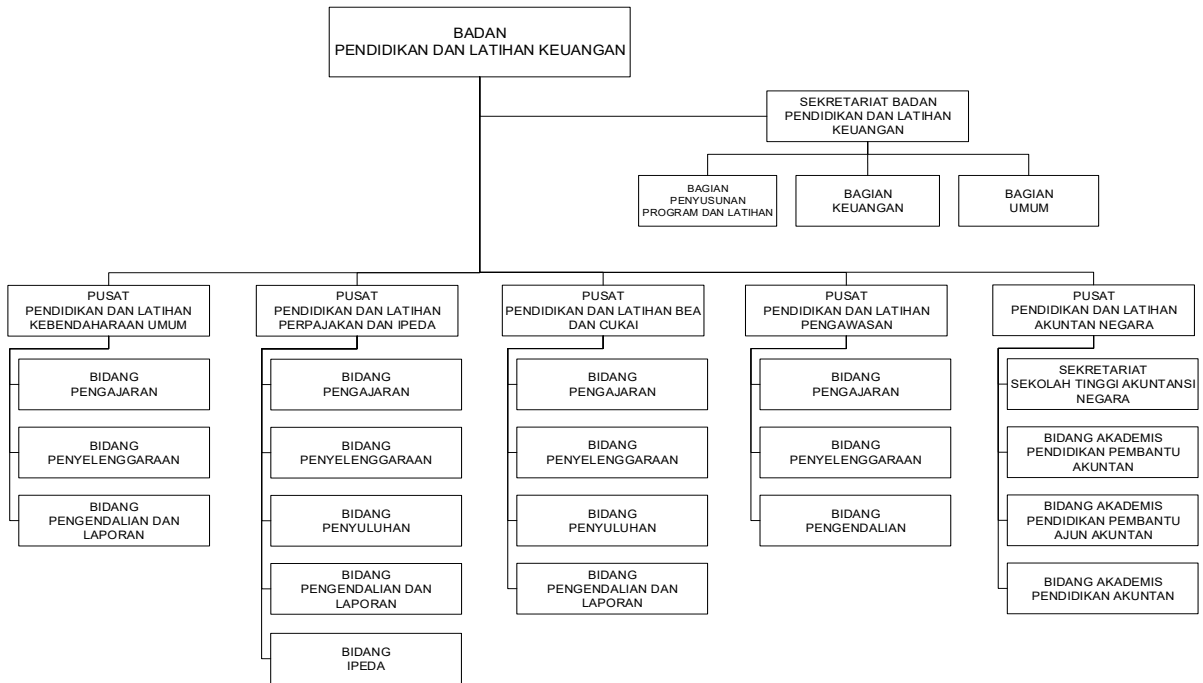 BADAN
PENDIDIKAN DAN LATIHAN KEUANGAN
SEKRETARIAT BADAN
PENDIDIKAN DAN LATIHAN
KEUANGAN
BAGIAN
PENYUSUNAN
PROGRAM DAN LATIHAN
BAGIAN
KEUANGAN
BAGIAN
UMUM
PUSAT
PENDIDIKAN DAN LATIHAN
KEBENDAHARAAN UMUM
PUSAT
PENDIDIKAN DAN LATIHAN
PERPAJAKAN DAN IPEDA
PUSAT
PENDIDIKAN DAN LATIHAN BEA
DAN CUKAI
PUSAT
PENDIDIKAN DAN LATIHAN
PENGAWASAN
PUSAT
PENDIDIKAN DAN LATIHAN
AKUNTAN NEGARA
BIDANG
PENGAJARAN
BIDANG
PENYELENGGARAAN
BIDANG
PENGENDALIAN DAN
LAPORAN
BIDANG
PENGAJARAN
BIDANG
PENYELENGGARAAN
BIDANG
PENYULUHAN
BIDANG
PENGENDALIAN DAN
LAPORAN
BIDANG
IPEDA
BIDANG
PENGAJARAN
BIDANG
PENYELENGGARAAN
BIDANG
PENYULUHAN
BIDANG
PENGENDALIAN DAN
LAPORAN
BIDANG
PENGAJARAN
BIDANG
PENYELENGGARAAN
BIDANG
PENGENDALIAN
SEKRETARIAT
SEKOLAH TINGGI AKUNTANSI
NEGARA
BIDANG AKADEMIS
PENDIDIKAN PEMBANTU
AKUNTAN
BIDANG AKADEMIS
PENDIDIKAN PEMBANTU
AJUN AKUNTAN
BIDANG AKADEMIS
PENDIDIKAN AKUNTAN